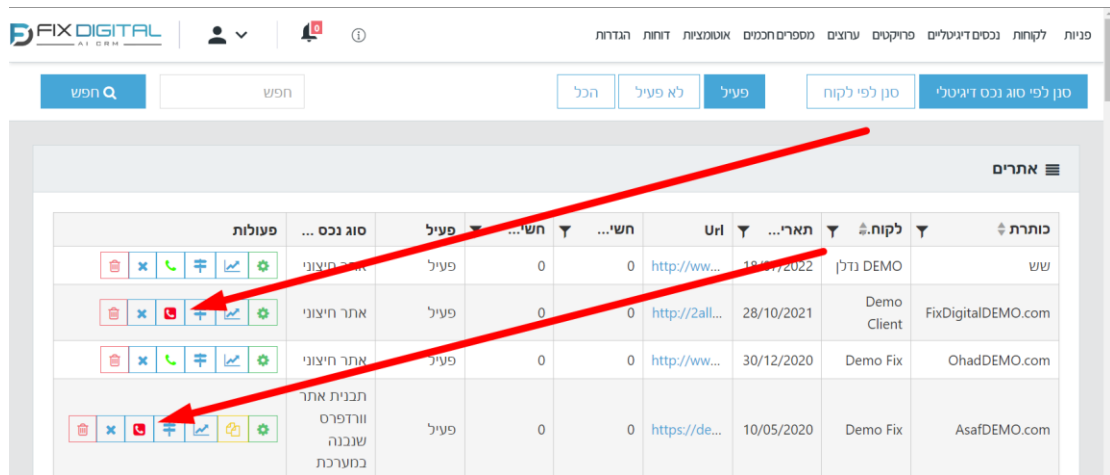 FIX DIGITAL
AI CRM
0
פניות לקוחות נכסים דיגיטליים פרויקטים ערוצים מספרים חכמים אוטומציות דוחות הגדרות
סנן לפי סוג נכס דיגיטלי סנן לפי לקוח פעיל לא פעיל הכל חפש חפש
אתרים
כותרת לקוח. תארי... Url חשי... חשי... פעיל סוג נכס ... פעולות
שש DEMO נדלן 18/07/2022 http://ww... 0 0 פעיל אתר חיצוני
FixDigitalDEMO.com Demo Client 28/10/2021 http://2all... 0 0 פעיל אתר חיצוני
OhadDEMO.com Demo Fix 30/12/2020 http://ww... 0 0 פעיל אתר חיצוני
AsafDEMO.com Demo Fix 10/05/2020 https://de... 0 0 פעיל תבנית אתר וורדפרס שנבנה במערכת